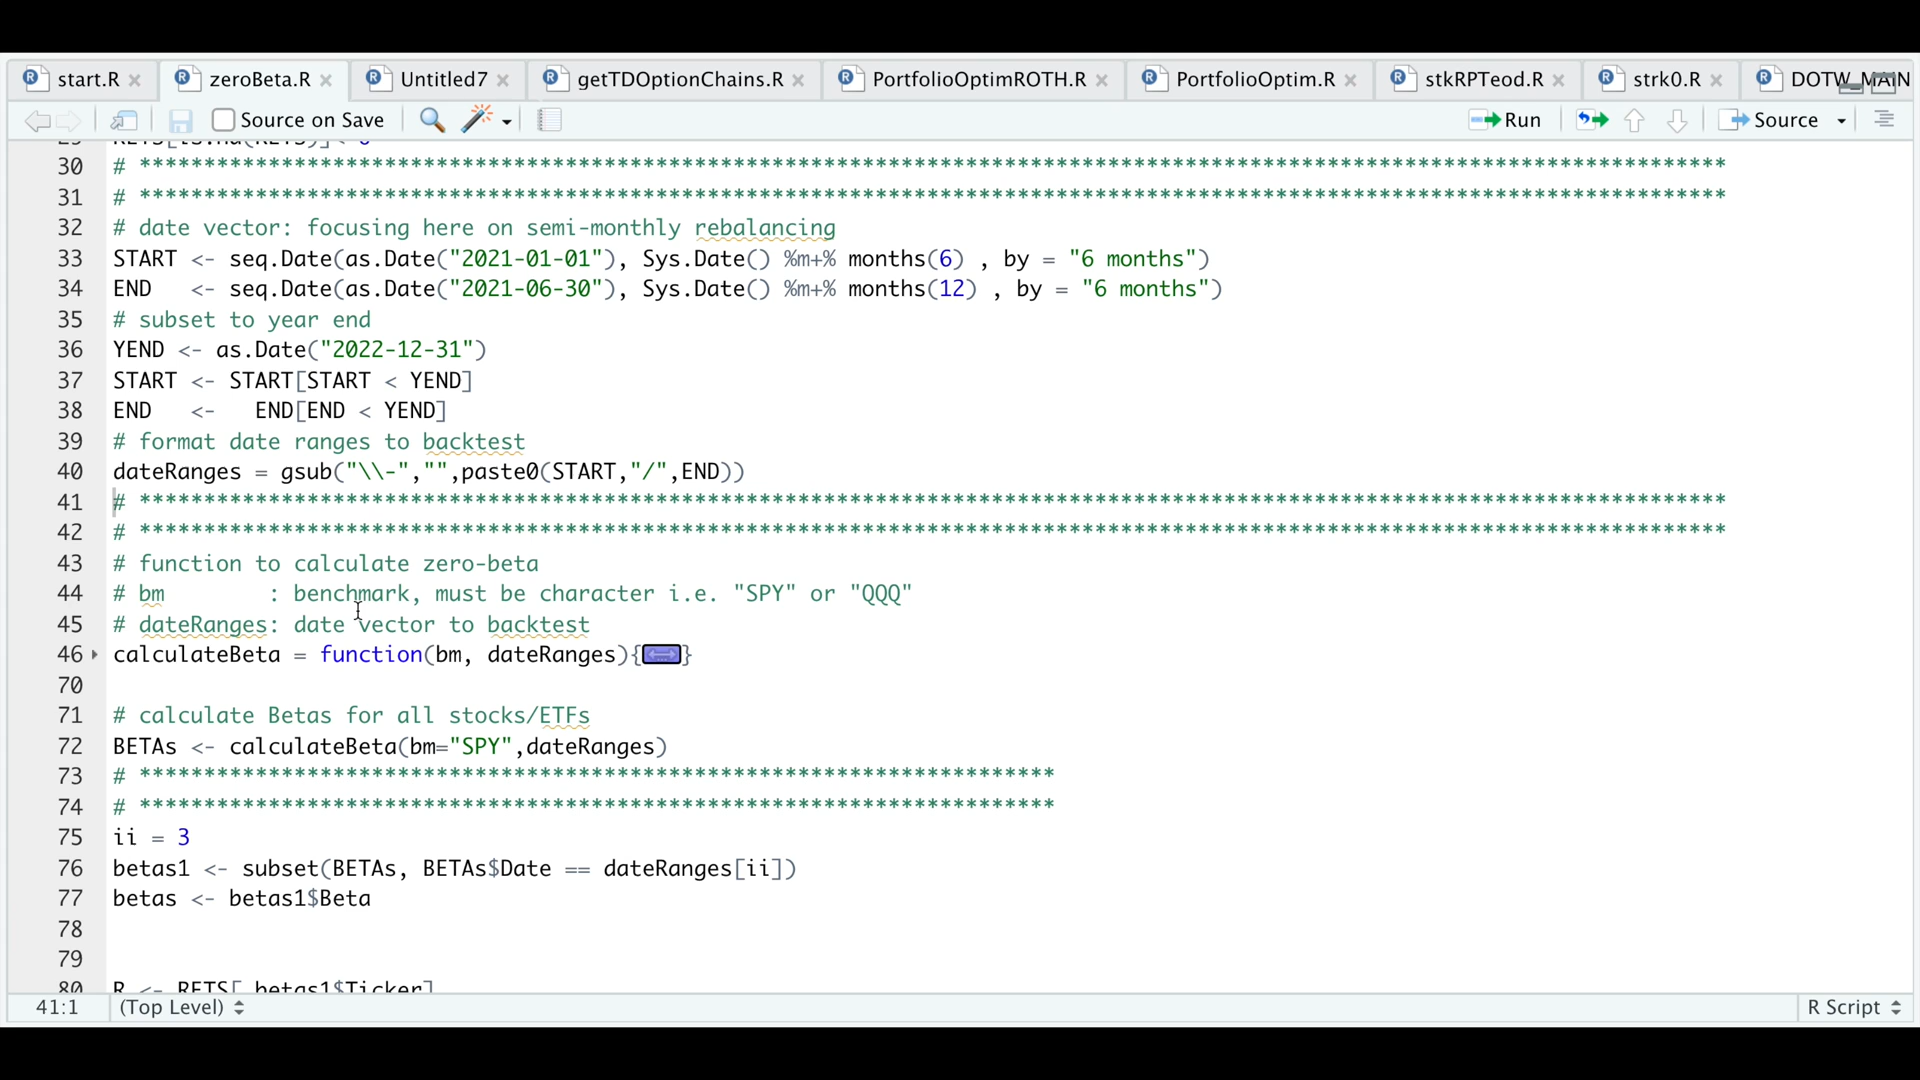 start.R zeroBeta.R Untitled7 getTDOptionChains.R PortfolioOptimROTH.R PortfolioOptim.R stkRPTeod.R strk0.R DOTW_MAIN
Source on Save Run Source
30 # ***************************************************************************************************************************
31 # ***************************************************************************************************************************
32 # date vector: focusing here on semi-monthly rebalancing
33 START <- seq.Date(as.Date("2021-01-01"), Sys.Date() %m+% months(6) , by = "6 months")
34 END   <- seq.Date(as.Date("2021-06-30"), Sys.Date() %m+% months(12) , by = "6 months")
35 # subset to year end
36 YEND <- as.Date("2022-12-31")
37 START <- START[START < YEND]
38 END   <-   END[END < YEND]
39 # format date ranges to backtest
40 dateRanges = gsub("\\-","",paste0(START,"/",END))
41 # ***************************************************************************************************************************
42 # ***************************************************************************************************************************
43 # function to calculate zero-beta
44 # bm        : benchmark, must be character i.e. "SPY" or "QQQ"
45 # dateRanges: date vector to backtest
46 calculateBeta = function(bm, dateRanges){}
70
71 # calculate Betas for all stocks/ETFs
72 BETAs <- calculateBeta(bm="SPY",dateRanges)
73 # ***********************************************************************
74 # ***********************************************************************
75 ii = 3
76 betas1 <- subset(BETAs, BETAs$Date == dateRanges[ii])
77 betas <- betas1$Beta
78
79
80 R <- RETS[ betas1$Ticker]
41:1 (Top Level) R Script